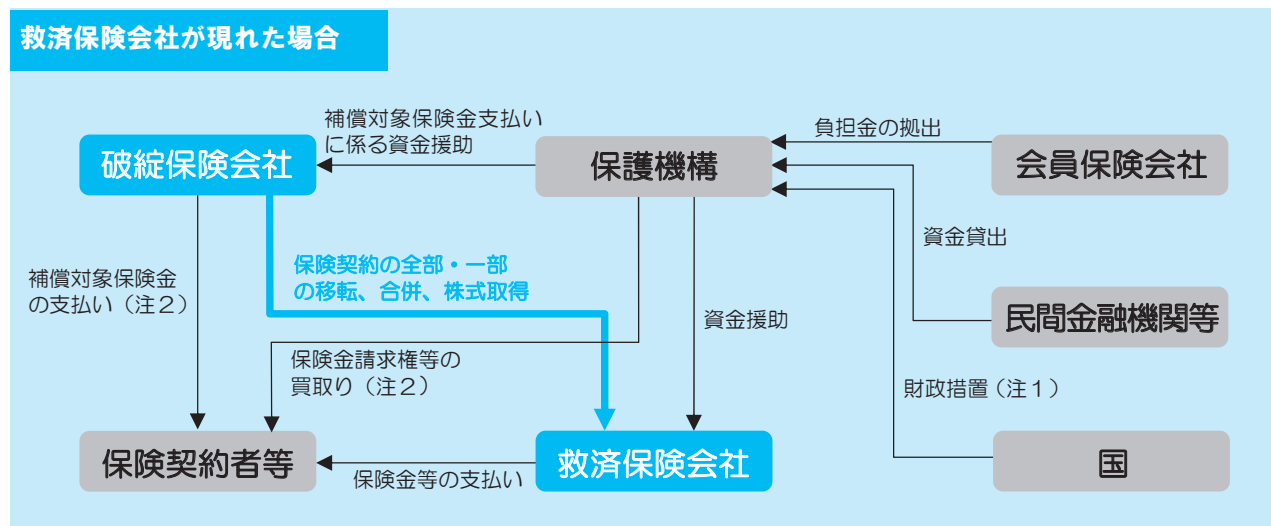 救済保険会社が現れた場合
補償対象保険金支払い
に係る資金援助
負担金の拠出
破綻保険会社
保護機構
会員保険会社
資金貸出
保険契約の全部・一部
の移転、合併、株式取得
補償対象保険金
の支払い（注２）
民間金融機関等
資金援助
保険金請求権等の
買取り（注２）
財政措置（注１）
保険契約者等
保険金等の支払い
救済保険会社
国